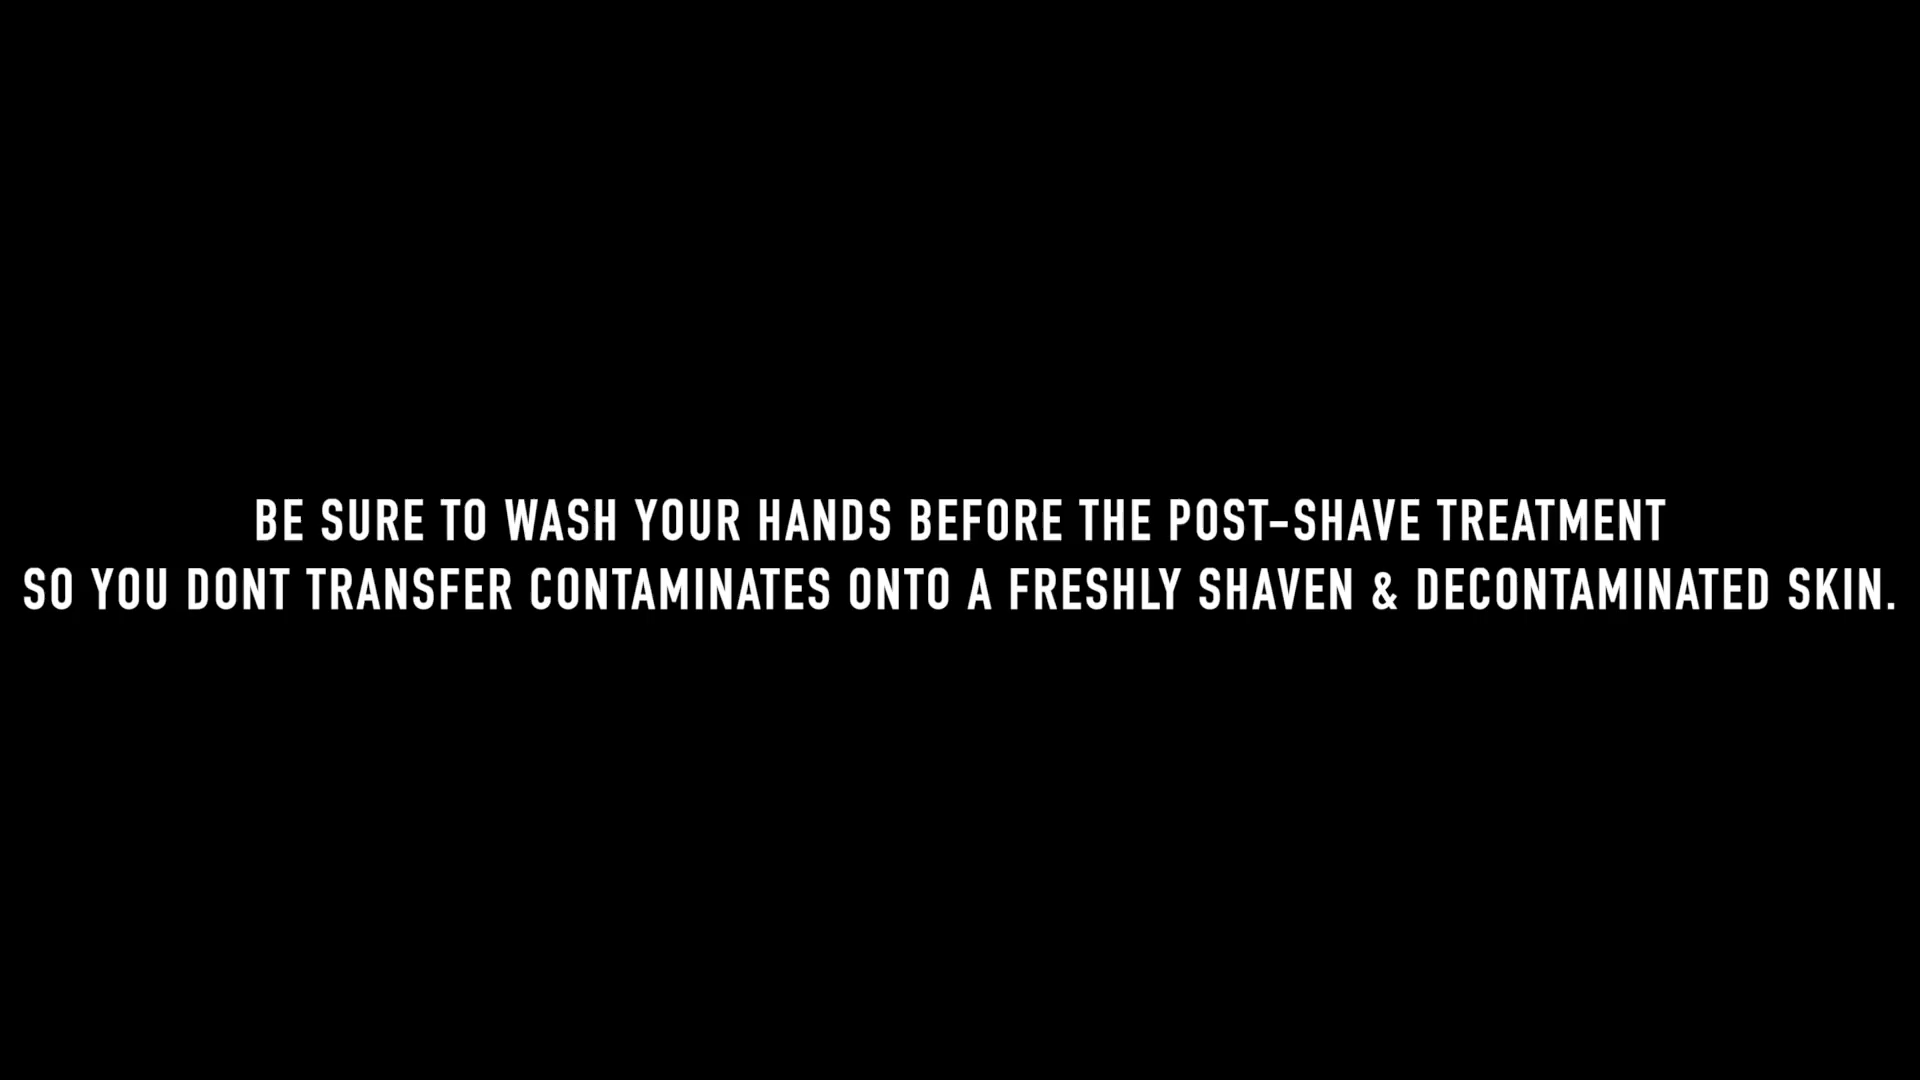 BE SURE TO WASH YOUR HANDS BEFORE THE POST-SHAVE TREATMENT
SO YOU DONT TRANSFER CONTAMINATES ONTO A FRESHLY SHAVEN & DECONTAMINATED SKIN.